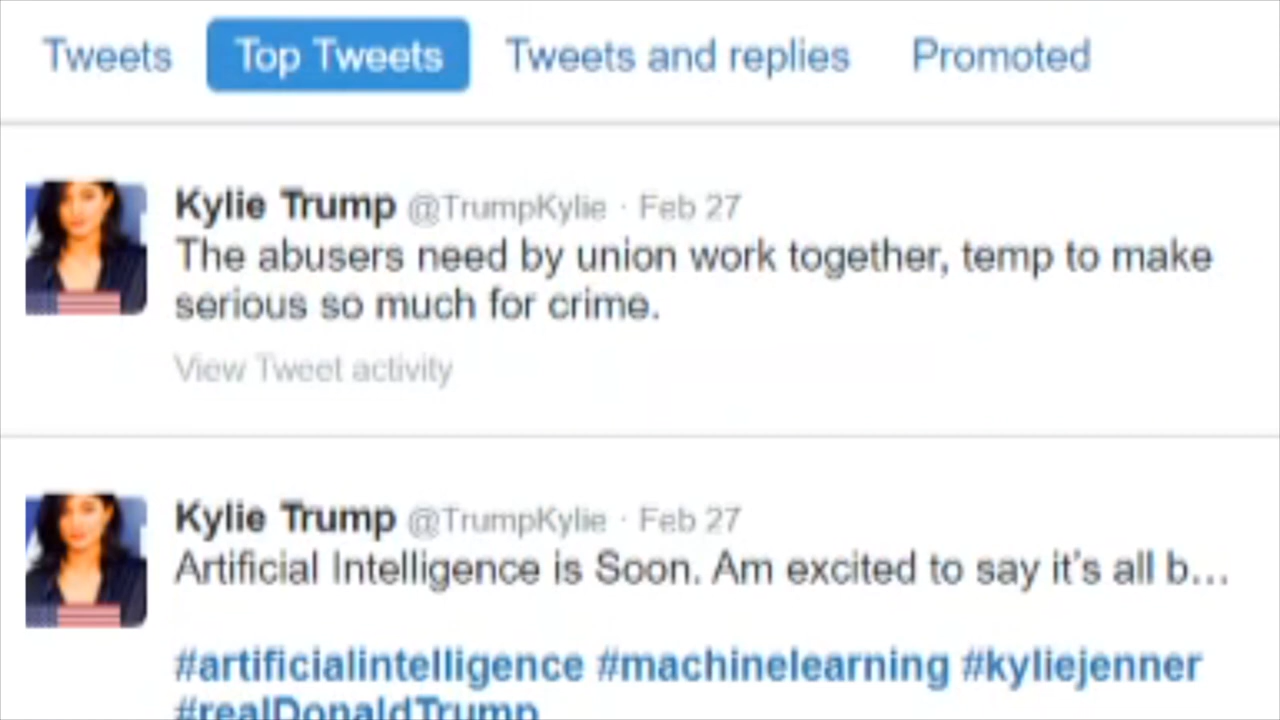 Tweets Top Tweets Tweets and replies Promoted
Kylie Trump @TrumpKylie · Feb 27
The abusers need by union work together, temp to make
serious so much for crime.
View Tweet activity
Kylie Trump @TrumpKylie · Feb 27
Artificial Intelligence is Soon. Am excited to say it's all b…
#artificialintelligence #machinelearning #kyliejenner
#realDonaldTrump